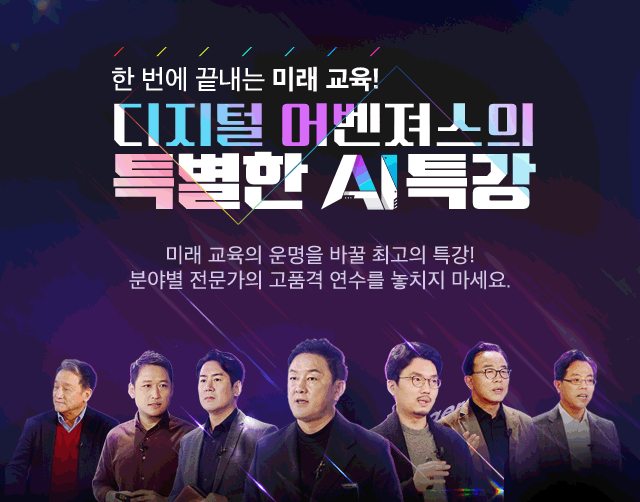 한 번에 끝내는 미래 교육!
디지털 어벤져스의
특별한 AI 특강
미래 교육의 운명을 바꿀 최고의 특강!
분야별 전문가의 고품격 연수를 놓치지 마세요.